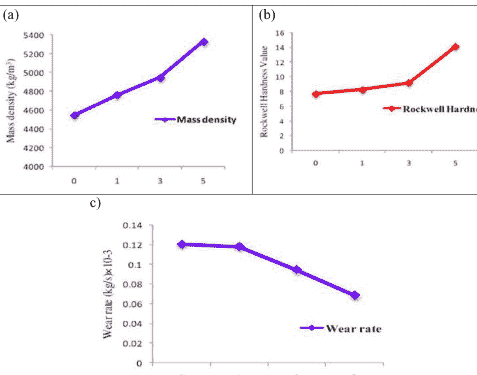 (a)
Mass density (kg/m³)
5400
5200
5000
4800
4600
4400
4200
4000
0 1 3 5
Mass density
(b)
Rockwell Hardness Value
16
14
12
10
8
6
4
2
0
0 1 3 5
Rockwell Hardne
c)
Wear rate (kg/s)×10-3
0.14
0.12
0.1
0.08
0.06
0.04
0.02
0
Wear rate